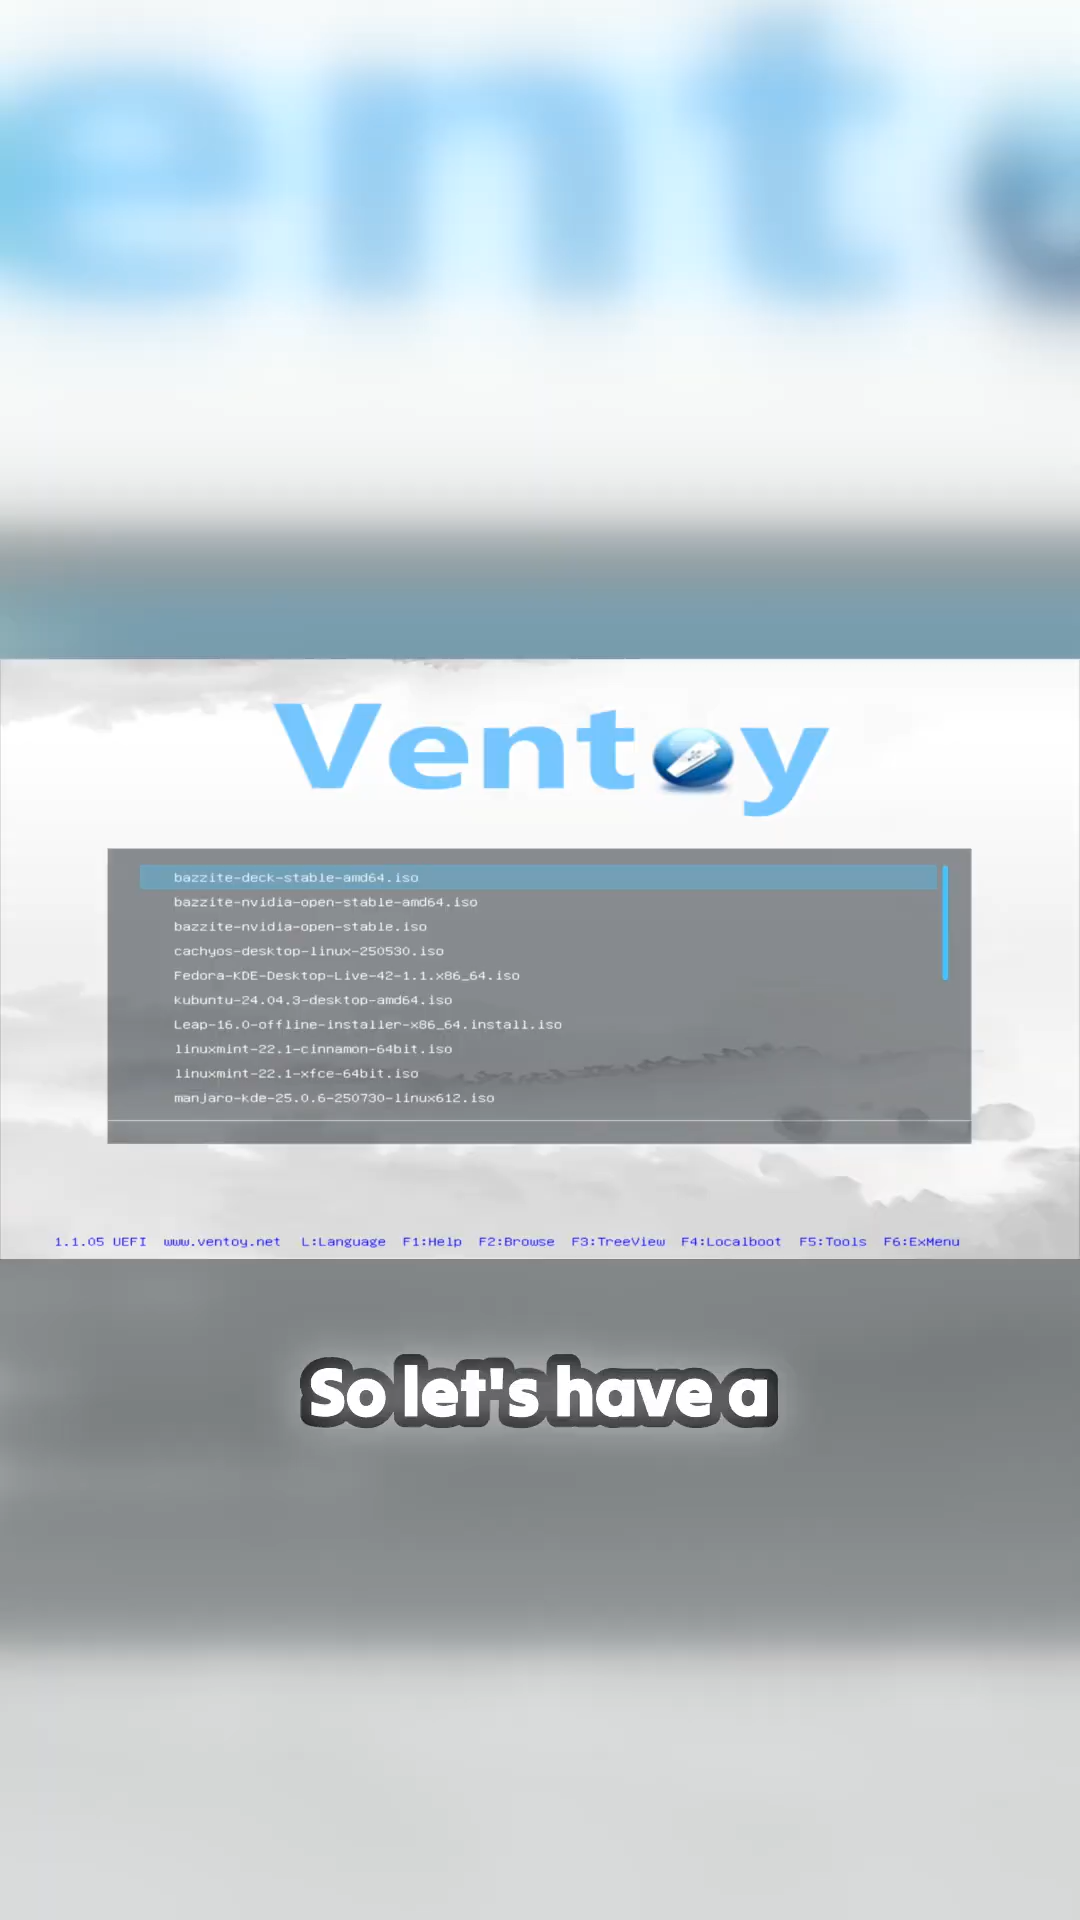 ento
Ventoy
bazzite-deck-stable-amd64.iso
bazzite-nvidia-open-stable-amd64.iso
bazzite-nvidia-open-stable.iso
cachyos-desktop-linux-250530.iso
Fedora-KDE-Desktop-Live-42-1.1.x86_64.iso
kubuntu-24.04.3-desktop-amd64.iso
Leap-16.0-offline-installer-x86_64.install.iso
linuxmint-22.1-cinnamon-64bit.iso
linuxmint-22.1-xfce-64bit.iso
manjaro-kde-25.0.6-250730-linux612.iso
1.1.05 UEFI www.ventoy.net L:Language F1:Help F2:Browse F3:TreeView F4:Localboot F5:Tools F6:ExMenu
So let's have a